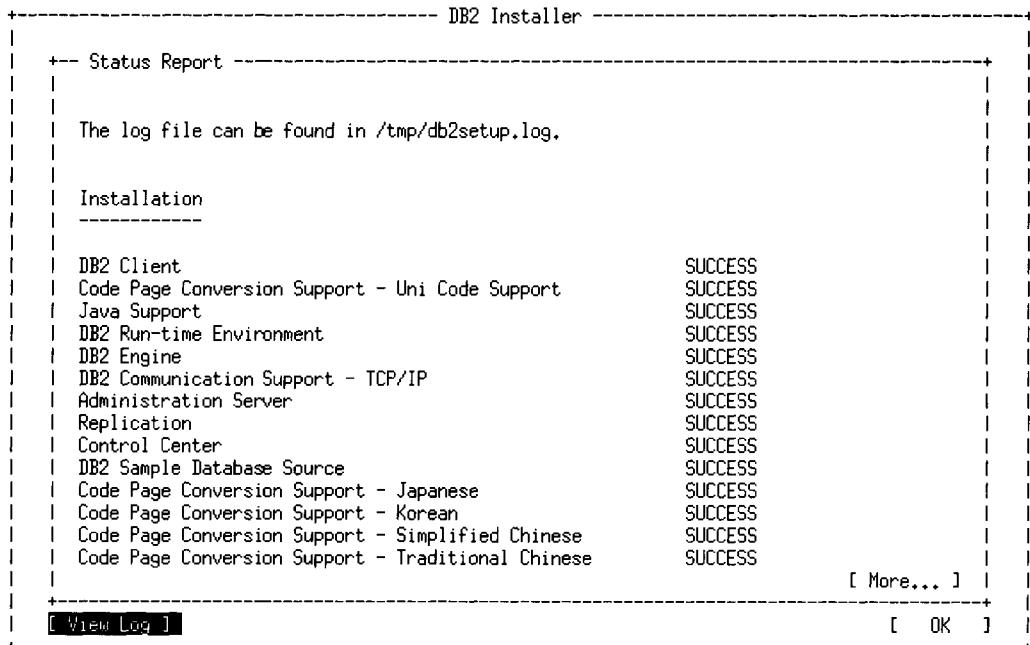 DB2 Installer
Status Report
The log file can be found in /tmp/db2setup.log.
Installation
------------
DB2 Client SUCCESS
Code Page Conversion Support - Uni Code Support SUCCESS
Java Support SUCCESS
DB2 Run-time Environment SUCCESS
DB2 Engine SUCCESS
DB2 Communication Support - TCP/IP SUCCESS
Administration Server SUCCESS
Replication SUCCESS
Control Center SUCCESS
DB2 Sample Database Source SUCCESS
Code Page Conversion Support - Japanese SUCCESS
Code Page Conversion Support - Korean SUCCESS
Code Page Conversion Support - Simplified Chinese SUCCESS
Code Page Conversion Support - Traditional Chinese SUCCESS
[ More... ]
[ View Log ] [ OK ]